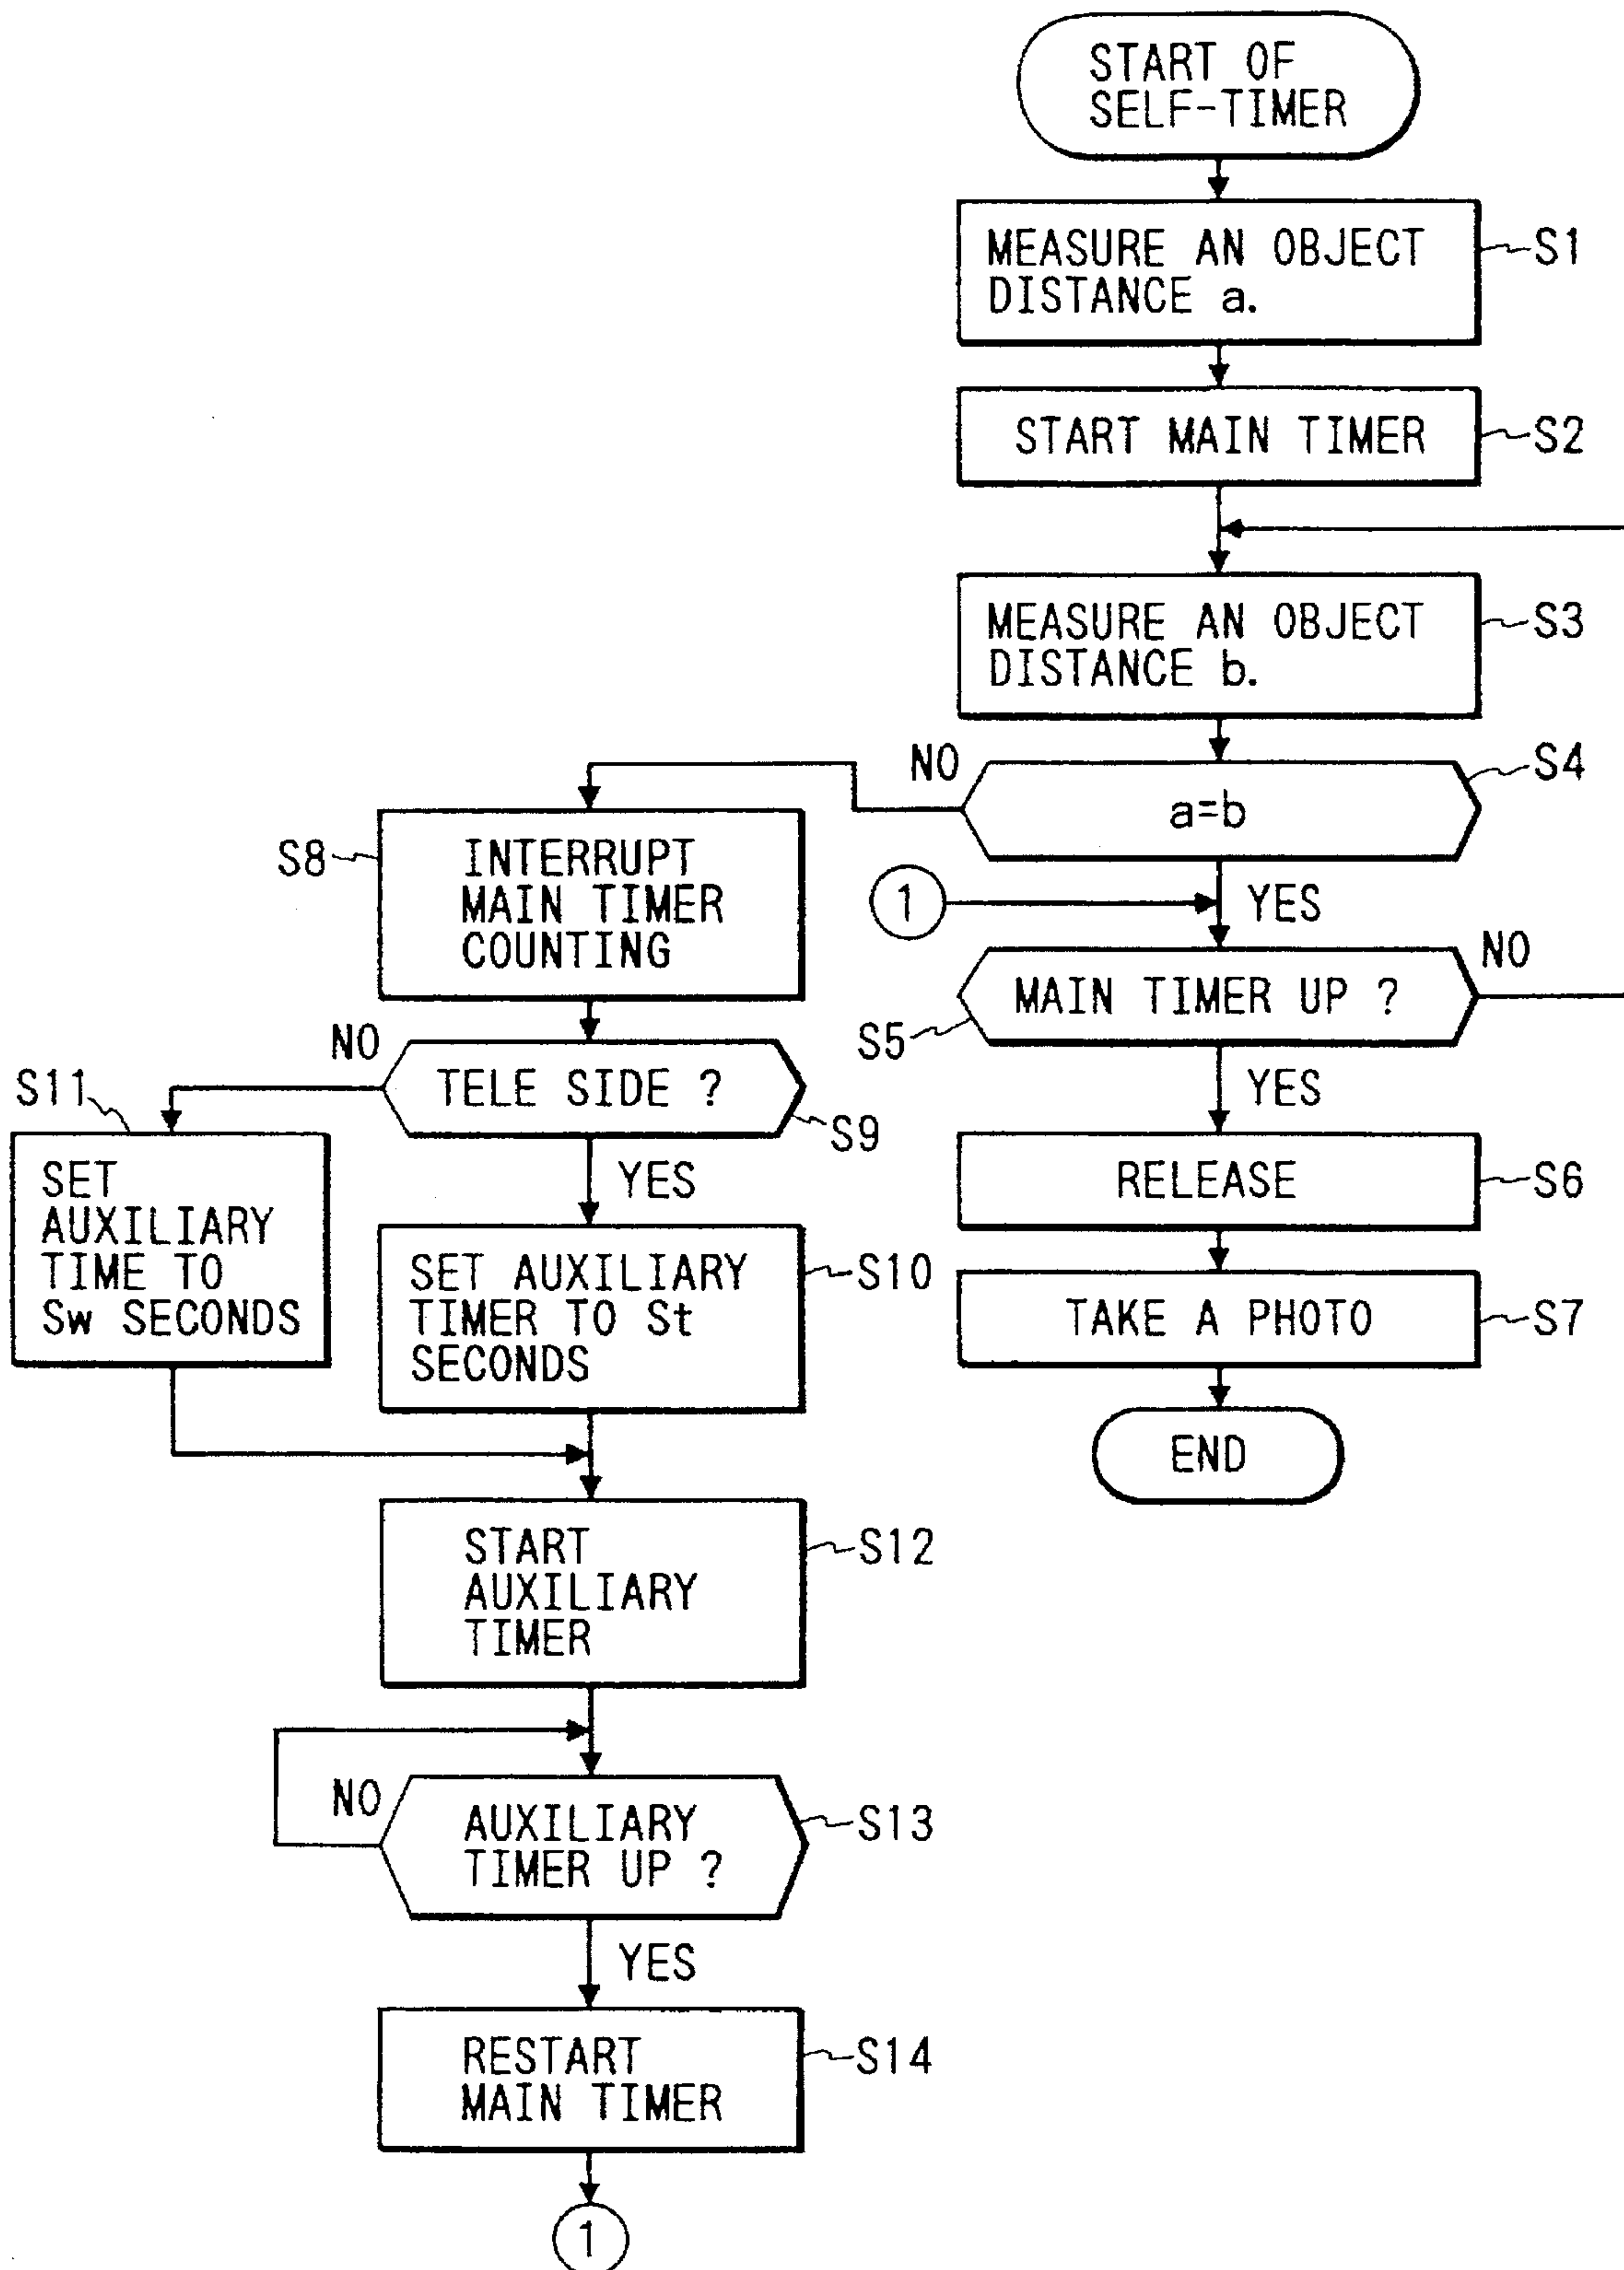 START OF
SELF-TIMER
MEASURE AN OBJECT
DISTANCE a.
S1
START MAIN TIMER
S2
MEASURE AN OBJECT
DISTANCE b.
S3
NO
S4
a=b
S8
INTERRUPT
MAIN TIMER
COUNTING
1
YES
NO
MAIN TIMER UP ?
S5
NO
TELE SIDE ?
S9
YES
S11
SET
AUXILIARY
TIME TO
Sw SECONDS
YES
SET AUXILIARY
TIMER TO St
SECONDS
S10
RELEASE
S6
TAKE A PHOTO
S7
END
START
AUXILIARY
TIMER
S12
NO
AUXILIARY
TIMER UP ?
S13
YES
RESTART
MAIN TIMER
S14
1